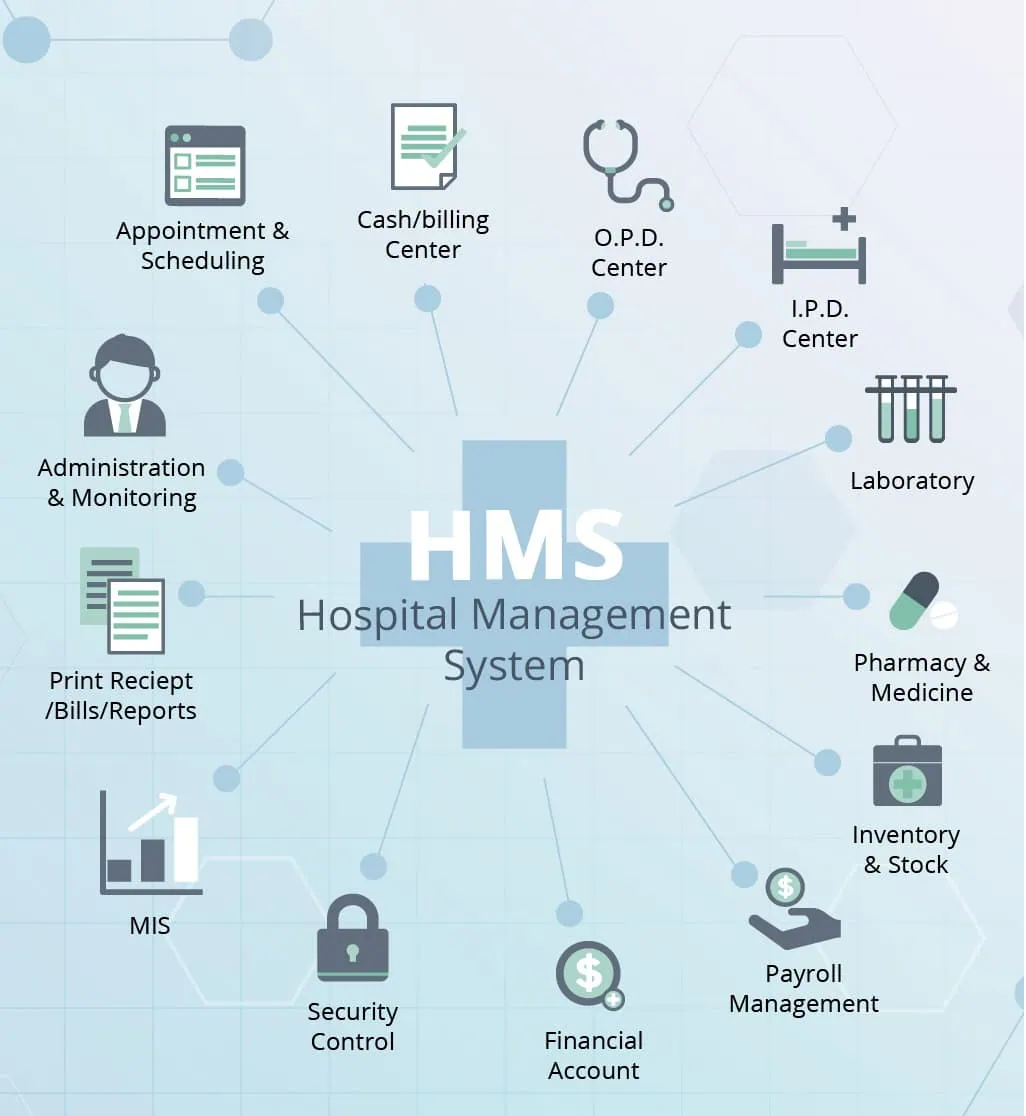 Appointment &
Scheduling
Cash/billing
Center
O.P.D.
Center
I.P.D.
Center
Administration
& Monitoring
Laboratory
HMS
Hospital Management
System
Print Reciept
/Bills/Reports
Pharmacy &
Medicine
Inventory
& Stock
MIS
Security
Control
Financial
Account
Payroll
Management